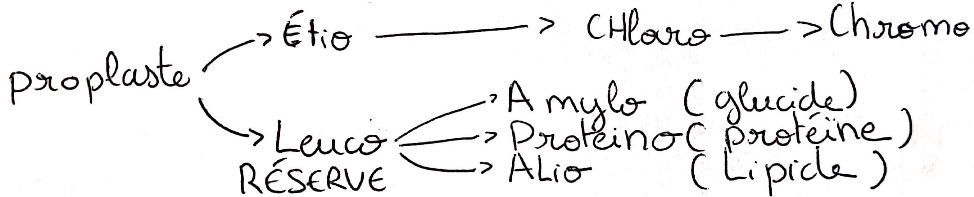 Étio → CHloro → Chromo
proplaste
Amylo (glucide)
Leuco Protéino (protéine)
RÉSERVE ALio (Lipide)